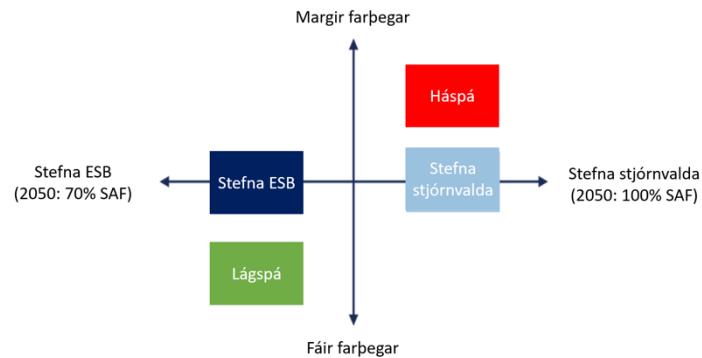 Margir farþegar
Háspá
Stefna ESB
(2050: 70% SAF)
Stefna ESB
Stefna
stjórnvalda
Stefna stjórnvalda
(2050: 100% SAF)
Lágspá
Fáir farþegar